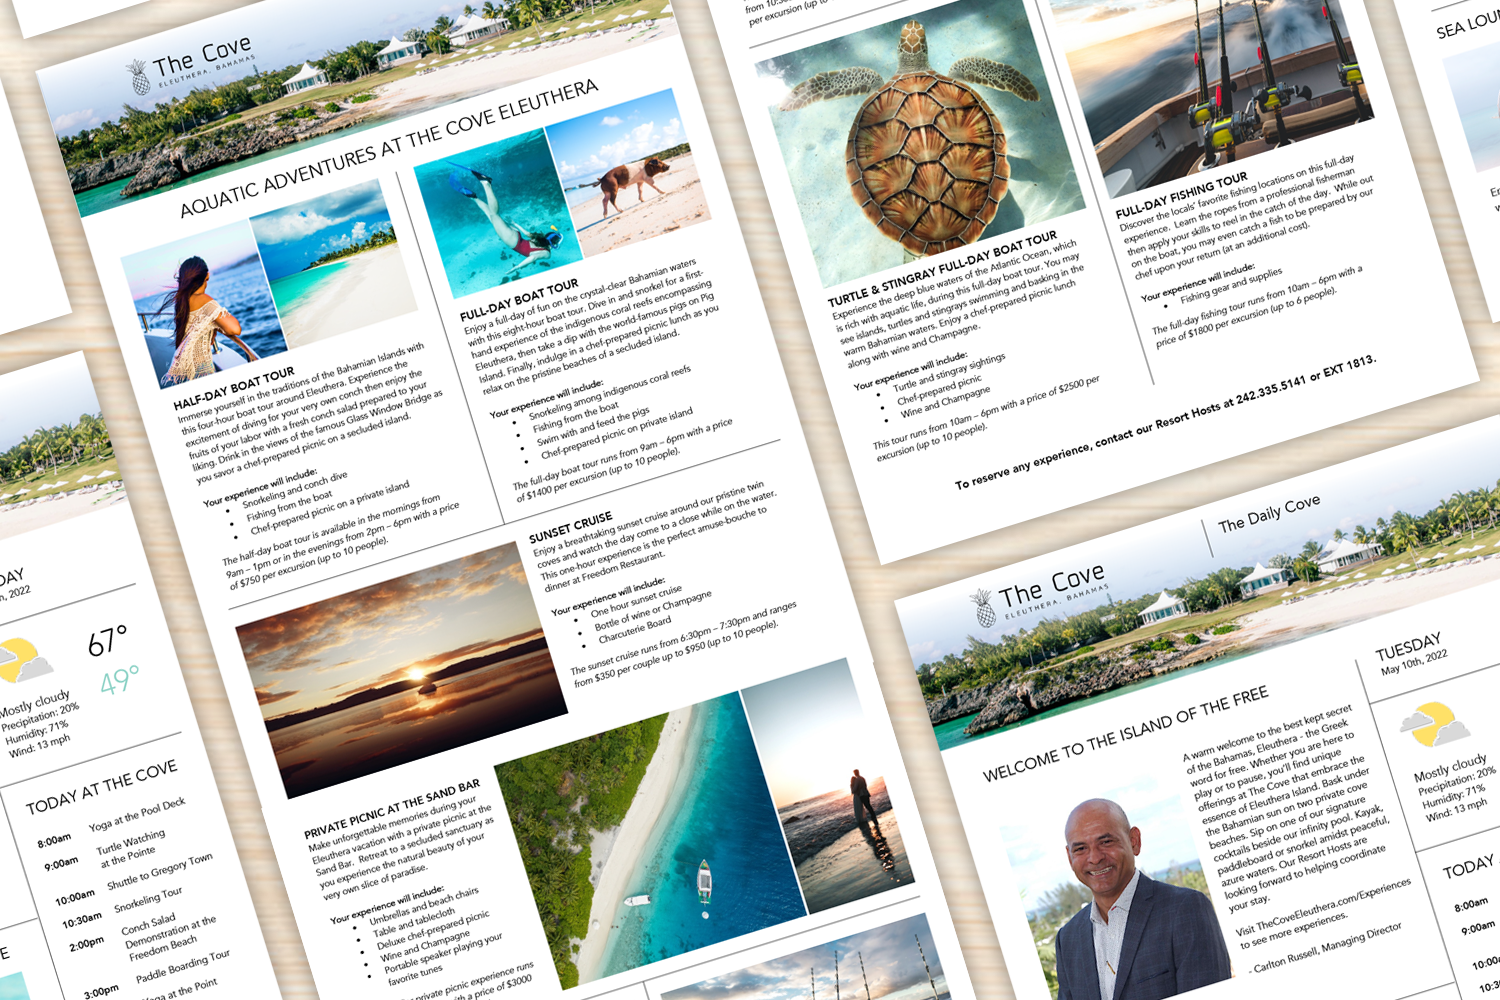 The Cove
ELEUTHERA, BAHAMAS
AQUATIC ADVENTURES AT THE COVE ELEUTHERA
HALF-DAY BOAT TOUR
Immerse yourself in the traditions of the Bahamian Islands with
this four-hour boat tour around Eleuthera. Experience the
excitement of diving for your very own conch then enjoy the
fruits of your labor with a fresh conch salad prepared to your
liking. Drink in the views of the famous Glass Window Bridge as
you savor a chef-prepared picnic on a secluded island.
Your experience will include:
• Snorkeling and conch dive
• Fishing from the boat
• Chef-prepared picnic on a private island
The half-day boat tour is available in the mornings from
9am – 1pm or in the evenings from 2pm – 6pm with a price
of $750 per excursion (up to 10 people).
FULL-DAY BOAT TOUR
Enjoy a full-day of fun on the crystal-clear Bahamian waters
with this eight-hour boat tour. Dive in and snorkel for a first-
hand experience of the indigenous coral reefs encompassing
Eleuthera, then take a dip with the world-famous pigs on Pig
Island. Finally, indulge in a chef-prepared picnic lunch as you
relax on the pristine beaches of a secluded island.
Your experience will include:
• Snorkeling among indigenous coral reefs
• Fishing from the boat
• Swim with and feed the pigs
• Chef-prepared picnic on private island
The full-day boat tour runs from 9am – 6pm with a price
of $1400 per excursion (up to 10 people).
SUNSET CRUISE
Enjoy a breathtaking sunset cruise around our pristine twin
coves and watch the day come to a close while on the water.
This one-hour experience is the perfect amuse-bouche to
dinner at Freedom Restaurant.
Your experience will include:
• One hour sunset cruise
• Bottle of wine or Champagne
• Charcuterie Board
The sunset cruise runs from 6:30pm – 7:30pm and ranges
from $350 per couple up to $950 (up to 10 people).
PRIVATE PICNIC AT THE SAND BAR
Make unforgettable memories during your
Eleuthera vacation with a private picnic at the
Sand Bar. Retreat to a secluded sanctuary as
you experience the natural beauty of your
very own slice of paradise.
Your experience will include:
• Umbrellas and beach chairs
• Table and tablecloth
• Deluxe chef-prepared picnic
• Wine and Champagne
• Portable speaker playing your
favorite tunes
private picnic experience runs
with a price of $3000
from 10:30
per excursion (up to
TURTLE & STINGRAY FULL-DAY BOAT TOUR
Experience the deep blue waters of the Atlantic Ocean, which
is rich with aquatic life, during this full-day boat tour. You may
see islands, turtles and stingrays swimming and basking in the
warm Bahamian waters. Enjoy a chef-prepared picnic lunch
along with wine and Champagne.
Your experience will include:
• Turtle and stingray sightings
• Chef-prepared picnic
• Wine and Champagne
This tour runs from 10am – 6pm with a price of $2500 per
excursion (up to 10 people).
FULL-DAY FISHING TOUR
Discover the locals' favorite fishing locations on this full-day
experience. Learn the ropes from a professional fisherman
then apply your skills to reel in the catch of the day. While out
on the boat, you may even catch a fish to be prepared by our
chef upon your return (at an additional cost).
Your experience will include:
• Fishing gear and supplies
The full-day fishing tour runs from 10am – 6pm with a
price of $1800 per excursion (up to 6 people).
To reserve any experience, contact our Resort Hosts at 242.335.5141 or EXT 1813.
SEA LOUN
DAY
h, 2022
67°
49°
Mostly cloudy
Precipitation: 20%
Humidity: 71%
Wind: 13 mph
TODAY AT THE COVE
8:00am Yoga at the Pool Deck
9:00am Turtle Watching
at the Pointe
10:00am Shuttle to Gregory Town
10:30am Snorkeling Tour
2:00pm Conch Salad
Demonstration at the
Freedom Beach
3:00pm Paddle Boarding Tour
Yoga at the Point
The Cove
ELEUTHERA, BAHAMAS
The Daily Cove
WELCOME TO THE ISLAND OF THE FREE
A warm welcome to the best kept secret
of the Bahamas, Eleuthera - the Greek
word for free. Whether you are here to
play or to pause, you'll find unique
offerings at The Cove that embrace the
essence of Eleuthera Island. Bask under
the Bahamian sun on two private cove
beaches. Sip on one of our signature
cocktails beside our infinity pool. Kayak,
paddleboard or snorkel amidst peaceful,
azure waters. Our Resort Hosts are
looking forward to helping coordinate
your stay.
Visit TheCoveEleuthera.com/Experiences
to see more experiences.
- Carlton Russell, Managing Director
TUESDAY
May 10th, 2022
Mostly cloudy
Precipitation: 20%
Humidity: 71%
Wind: 13 mph
TODAY
8:00am
9:00am
10:00a
10:30